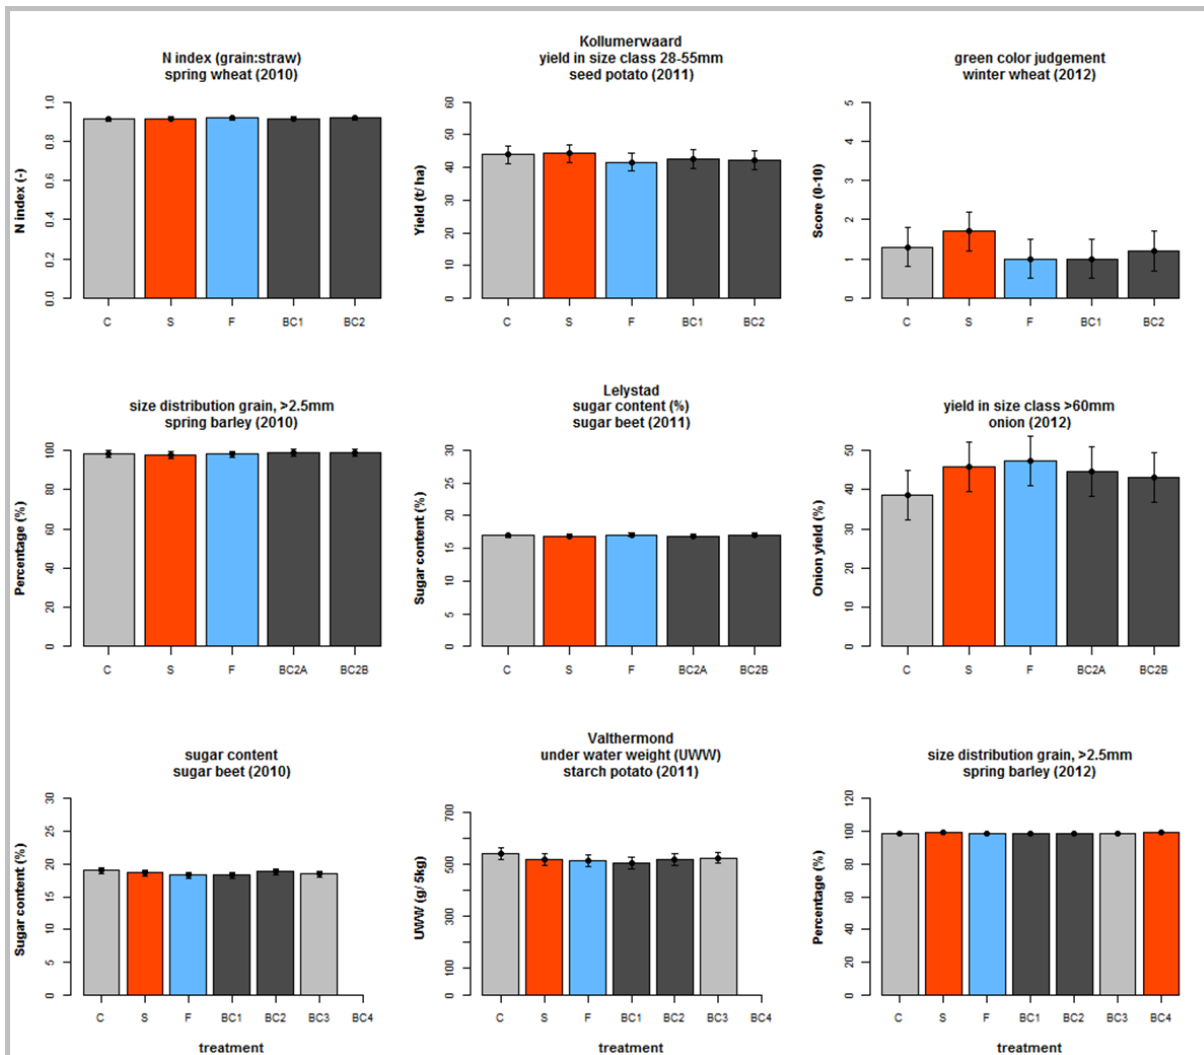 N index (grain:straw)
spring wheat (2010)
N index (-)
0.0 0.2 0.4 0.6 0.8 1.0
C S F BC1 BC2
Kollumerwaard
yield in size class 28-55mm
seed potato (2011)
Yield (t/ ha)
0 10 20 30 40 50 60
C S F BC1 BC2
green color judgement
winter wheat (2012)
Score (0-10)
0 1 2 3 4 5
C S F BC1 BC2
size distribution grain, >2.5mm
spring barley (2010)
Percentage (%)
0 20 40 60 80 100
C S F BC2A BC2B
Lelystad
sugar content (%)
sugar beet (2011)
Sugar content (%)
0 5 10 15 20 25 30
C S F BC2A BC2B
yield in size class >60mm
onion (2012)
Onion yield (%)
0 10 20 30 40 50
C S F BC2A BC2B
sugar content
sugar beet (2010)
Sugar content (%)
0 5 10 15 20 25 30
C S F BC1 BC2 BC3 BC4
treatment
Valthermond
under water weight (UWW)
starch potato (2011)
UWW (g/ 5kg)
0 100 300 500 700
C S F BC1 BC2 BC3 BC4
treatment
size distribution grain, >2.5mm
spring barley (2012)
Percentage (%)
0 20 40 60 80 100 120
C S F BC1 BC2 BC3 BC4
treatment